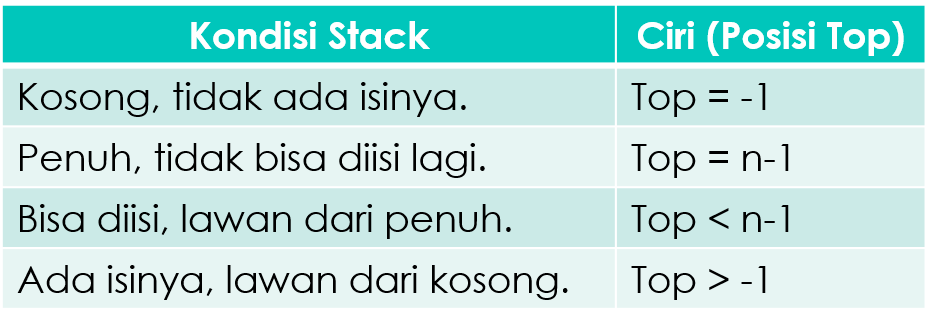 Kondisi Stack Ciri (Posisi Top)
Kosong, tidak ada isinya. Top = -1
Penuh, tidak bisa diisi lagi. Top = n-1
Bisa diisi, lawan dari penuh. Top < n-1
Ada isinya, lawan dari kosong. Top > -1